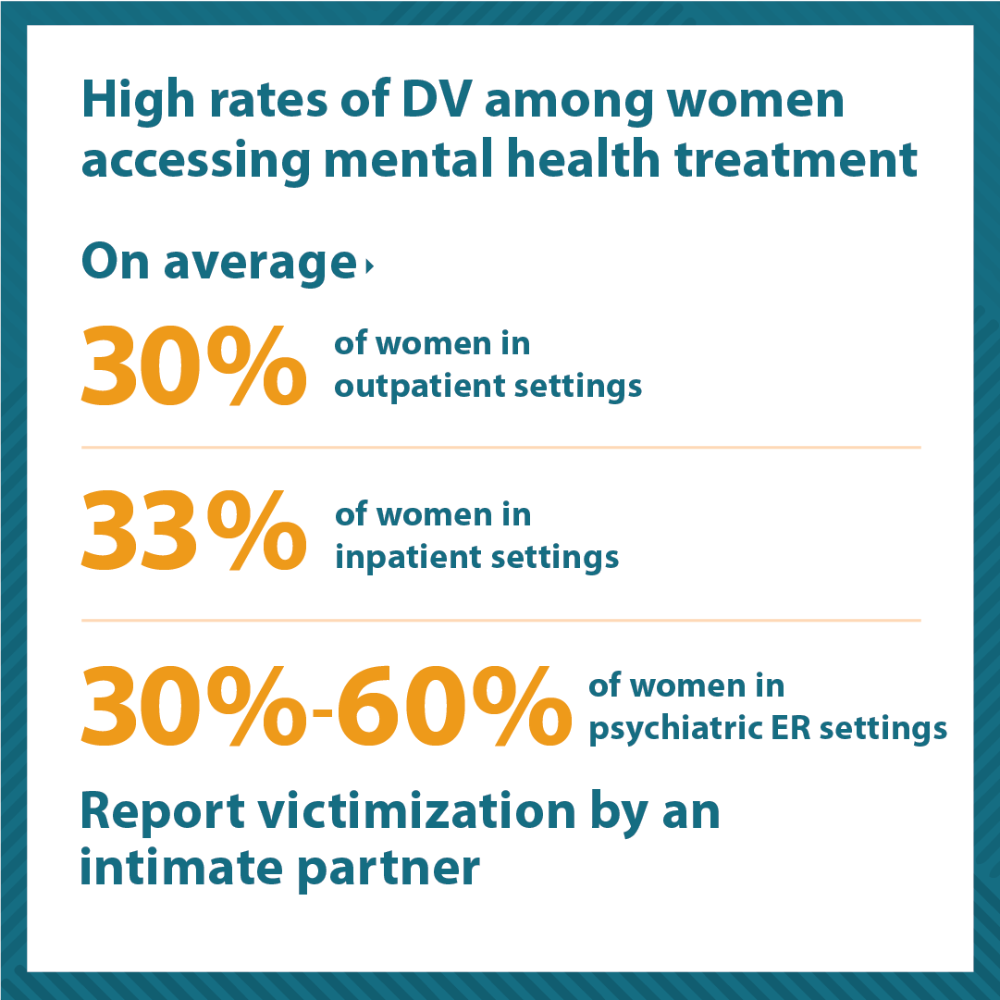 High rates of DV among women
accessing mental health treatment
On average
30%
of women in
outpatient settings
33%
of women in
inpatient settings
30%-60%
of women in
psychiatric ER settings
Report victimization by an
intimate partner